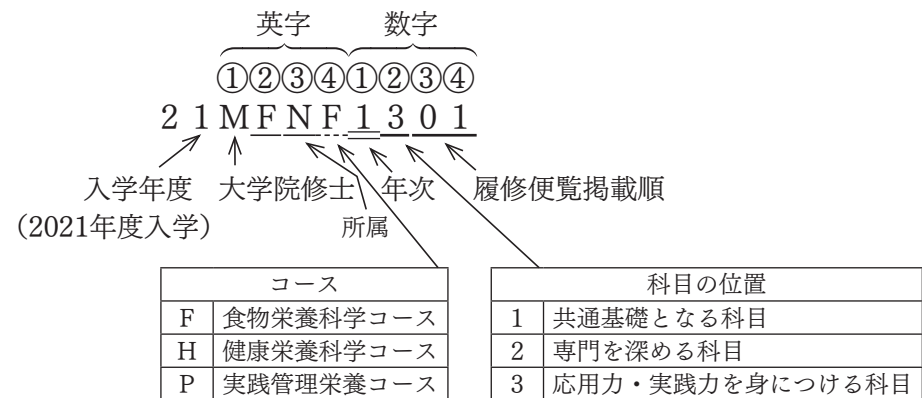 英字 数字
①②③④①②③④
21MFNF1301
入学年度 大学院修士 年次 履修便覧掲載順
(2021年度入学) 所属
コース 科目の位置
F 食物栄養科学コース 1 共通基礎となる科目
H 健康栄養科学コース 2 専門を深める科目
P 実践管理栄養コース 3 応用力・実践力を身につける科目